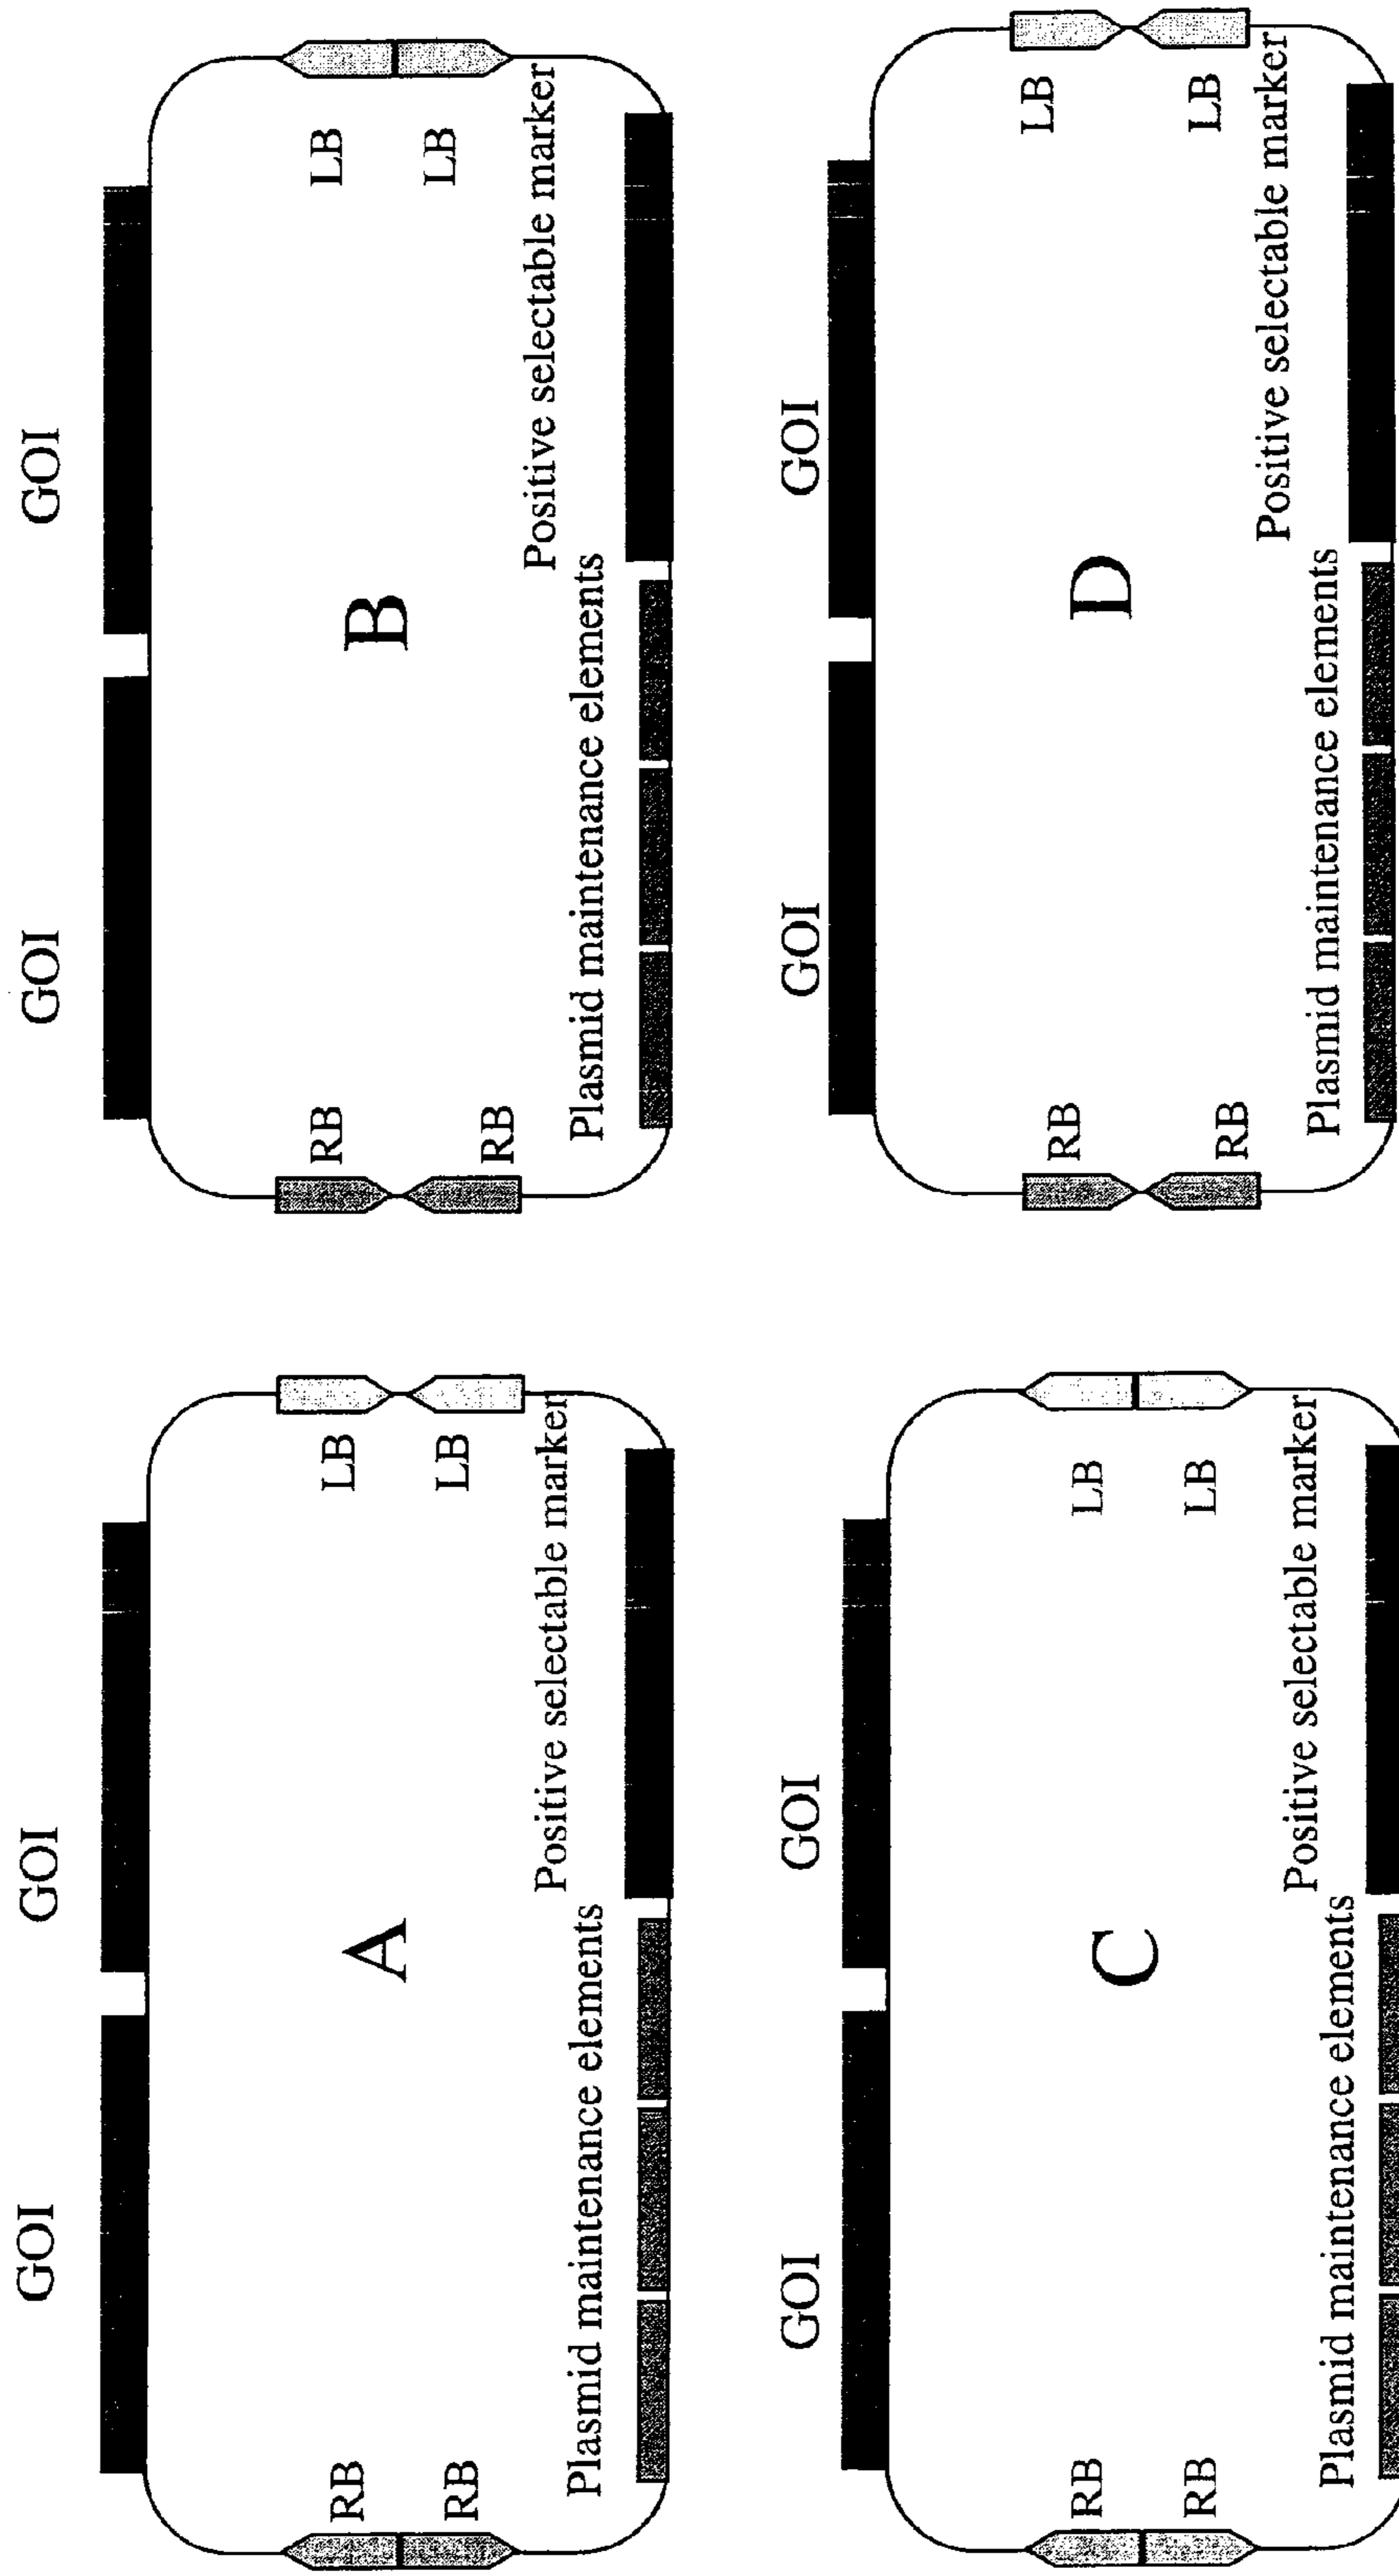 GOI GOI
RB LB
A
RB LB
Positive selectable marker
Plasmid maintenance elements
GOI GOI
RB LB
B
RB LB
Positive selectable marker
Plasmid maintenance elements
GOI GOI
RB LB
C
RB LB
Positive selectable marker
Plasmid maintenance elements
GOI GOI
RB LB
D
RB LB
Positive selectable marker
Plasmid maintenance elements